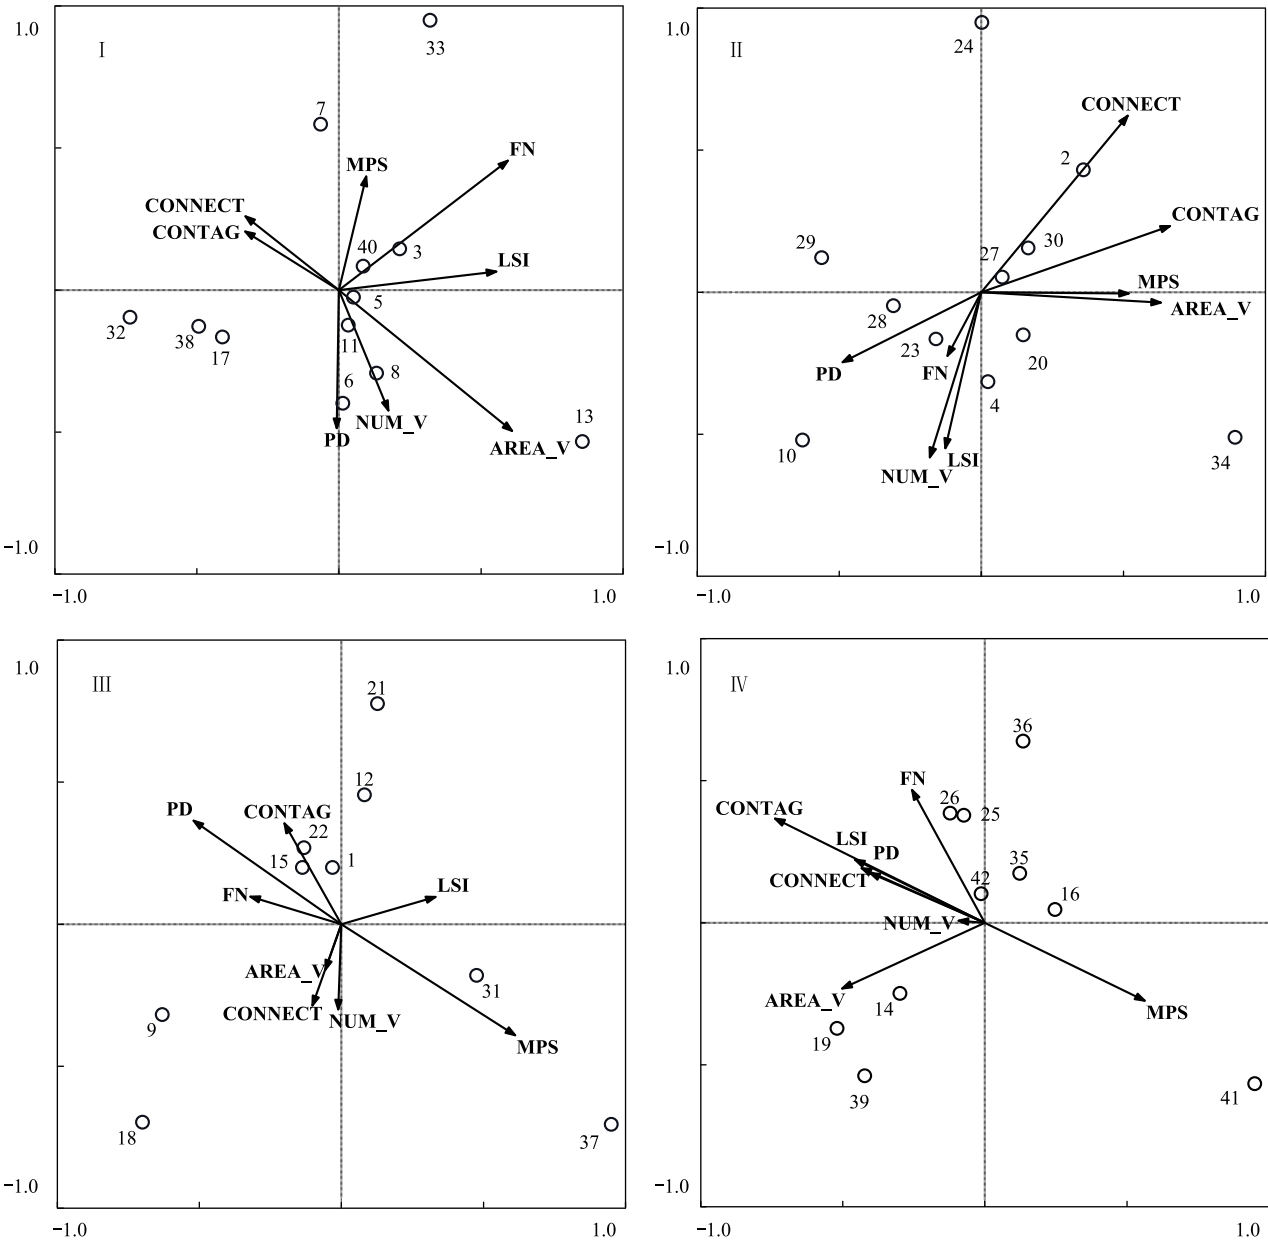 1.0
I
33
7
MPS
FN
CONNECT
CONTAG
40
3
LSI
5
32
38
17
11
6
8
NUM_V
PD
13
AREA_V
−1.0
−1.0
1.0
1.0
II
24
CONNECT
2
CONTAG
29
27
30
MPS
AREA_V
28
23
20
PD
FN
4
10
NUM_V
LSI
34
−1.0
−1.0
1.0
1.0
III
21
12
PD
CONTAG
22
15
1
FN
LSI
AREA_V
31
CONNECT
NUM_V
9
MPS
18
37
−1.0
−1.0
1.0
1.0
IV
36
FN
CONTAG
26
25
LSI
PD
35
CONNECT
42
16
NUM_V
AREA_V
14
MPS
19
39
41
−1.0
−1.0
1.0